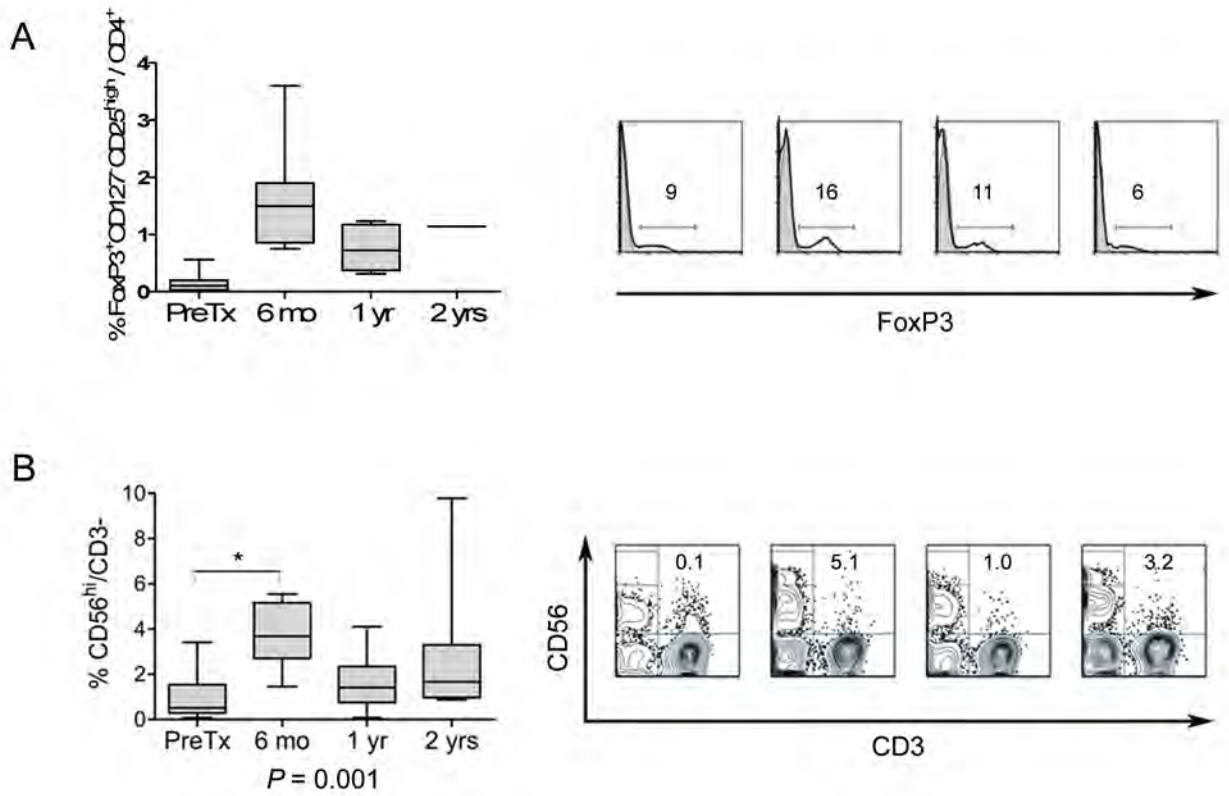 A
%FoxP3⁺CD127⁻CD25ʰⁱᵍʰ / CD4⁺
4
3
2
1
0
PreTx 6 mo 1 yr 2 yrs
9 16 11 6
FoxP3
B
% CD56ʰⁱ/CD3-
10
8
6
4
2
0
*
PreTx 6 mo 1 yr 2 yrs
P = 0.001
0.1 5.1 1.0 3.2
CD56
CD3